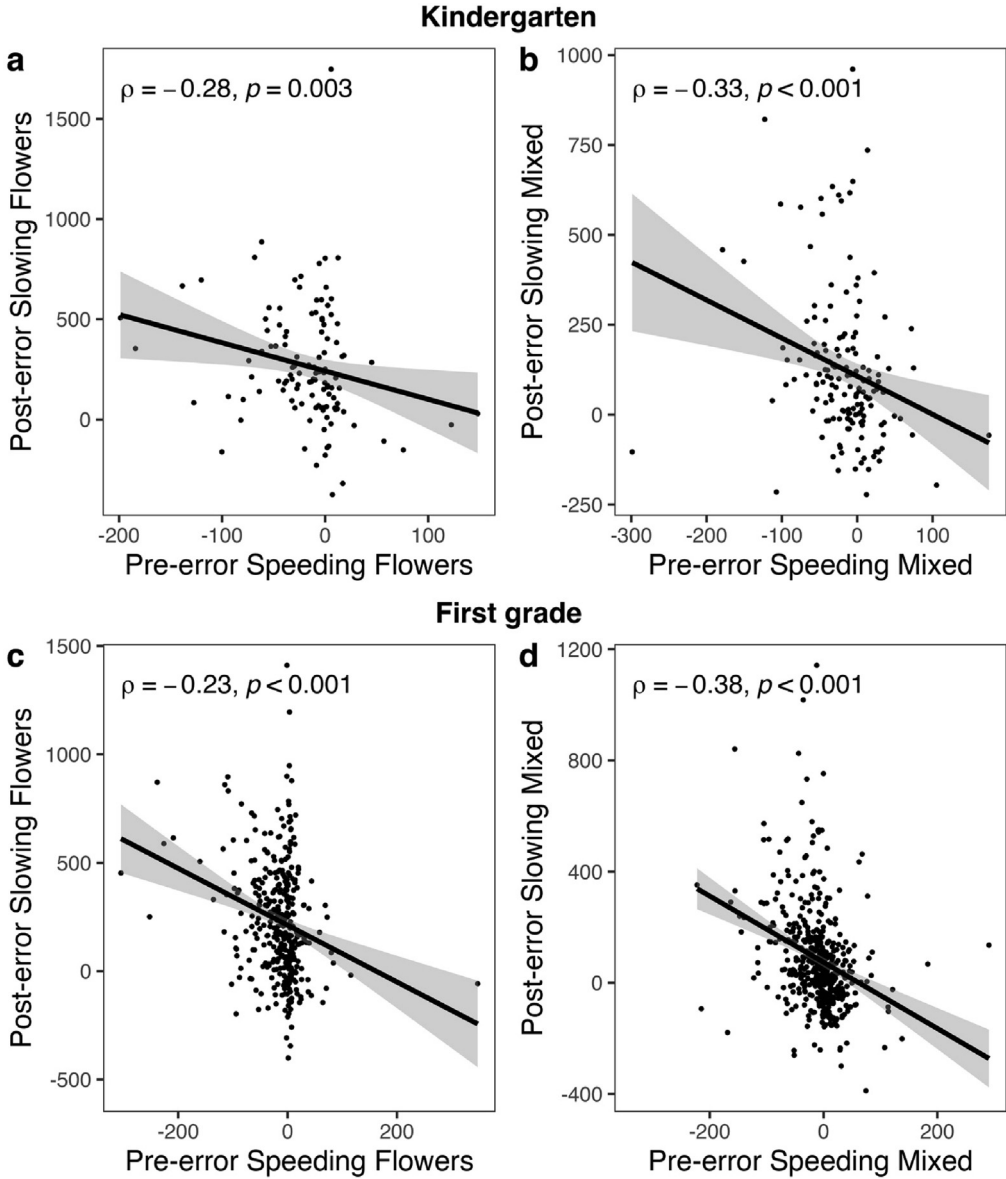 Kindergarten
a
ρ = −0.28, p = 0.003
Post-error Slowing Flowers
1500
1000
500
0
-200
-100
0
100
Pre-error Speeding Flowers
b
ρ = −0.33, p < 0.001
Post-error Slowing Mixed
1000
750
500
250
0
-250
-300
-200
-100
0
100
Pre-error Speeding Mixed
First grade
c
ρ = −0.23, p < 0.001
Post-error Slowing Flowers
1500
1000
500
0
-500
-200
0
200
Pre-error Speeding Flowers
d
ρ = −0.38, p < 0.001
Post-error Slowing Mixed
1200
800
400
0
-400
-200
0
200
Pre-error Speeding Mixed